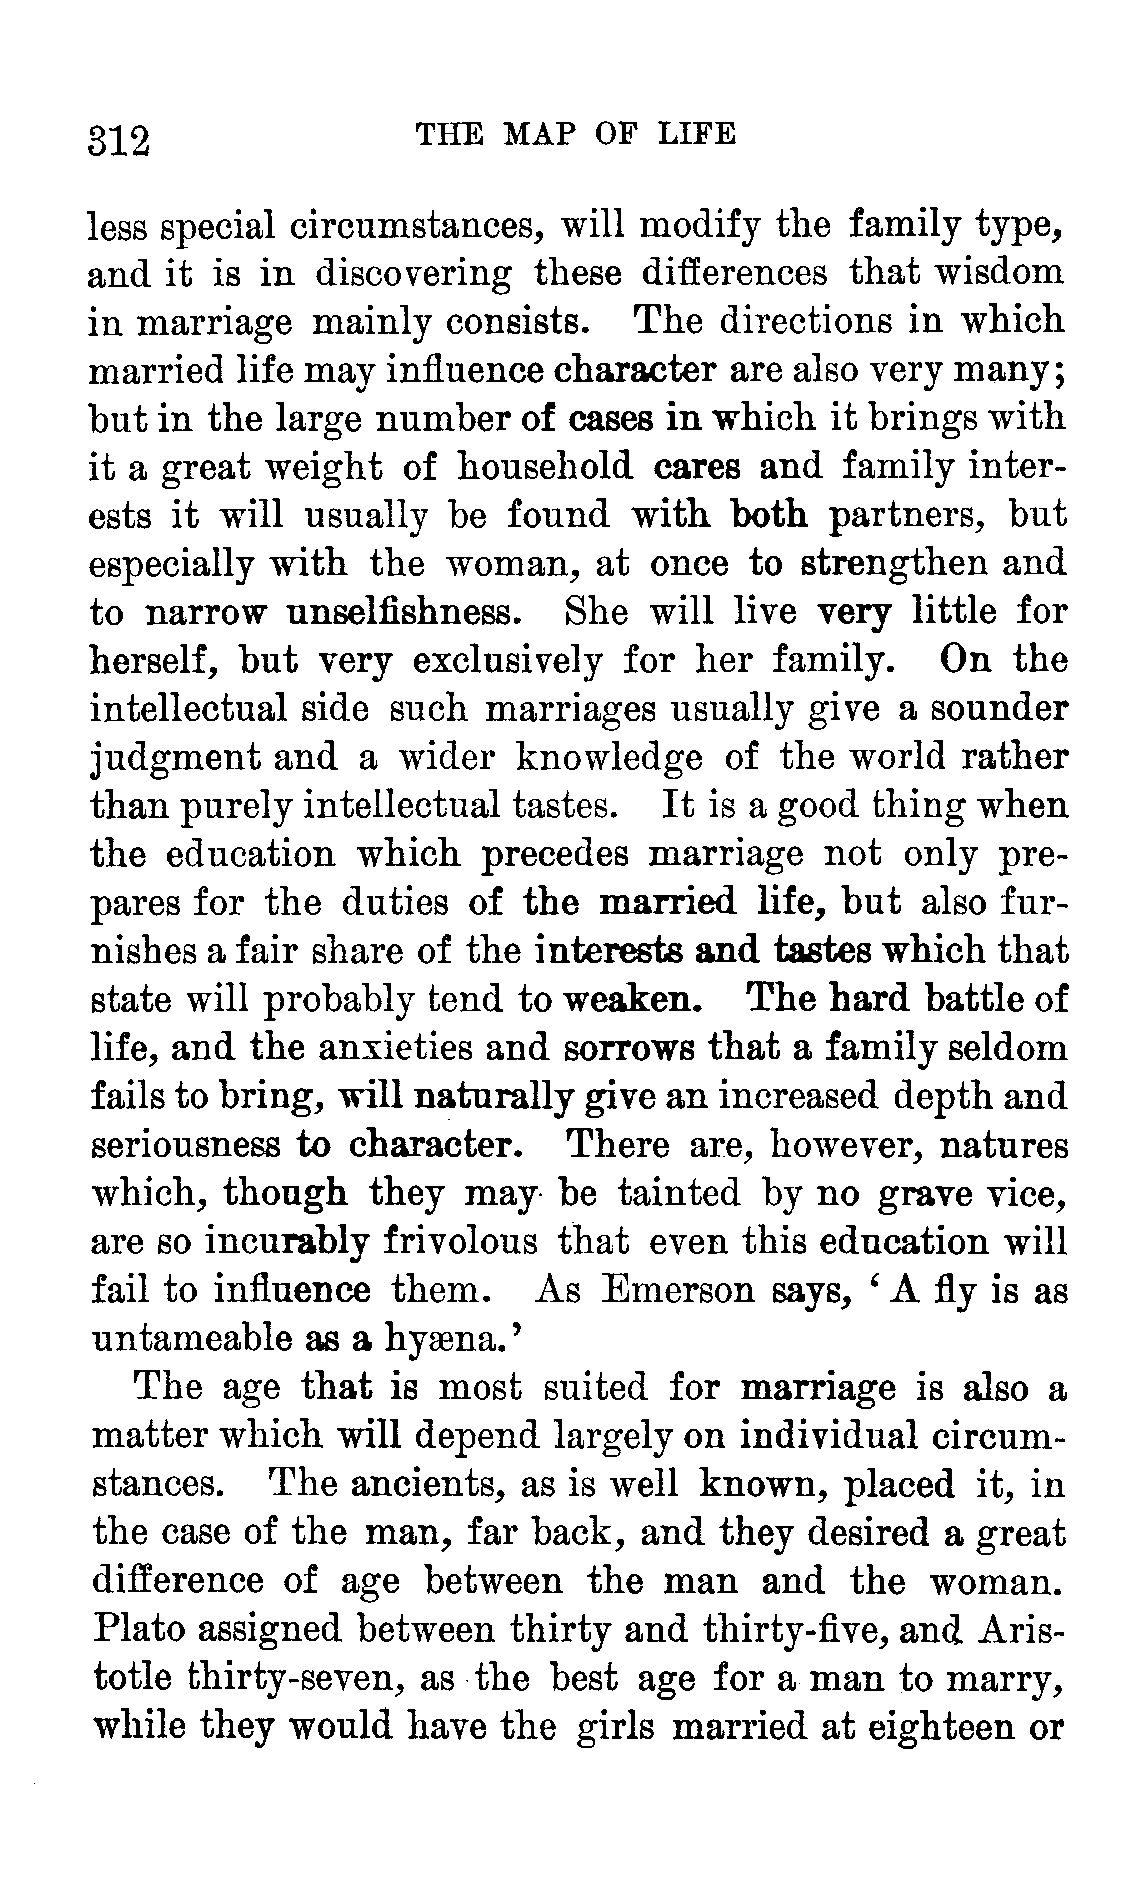 312 THE MAP OF LIFE
less special circumstances, will modify the family type,
and it is in discovering these differences that wisdom
in marriage mainly consists. The directions in which
married life may influence character are also very many;
but in the large number of cases in which it brings with
it a great weight of household cares and family inter-
ests it will usually be found with both partners, but
especially with the woman, at once to strengthen and
to narrow unselfishness. She will live very little for
herself, but very exclusively for her family. On the
intellectual side such marriages usually give a sounder
judgment and a wider knowledge of the world rather
than purely intellectual tastes. It is a good thing when
the education which precedes marriage not only pre-
pares for the duties of the married life, but also fur-
nishes a fair share of the interests and tastes which that
state will probably tend to weaken. The hard battle of
life, and the anxieties and sorrows that a family seldom
fails to bring, will naturally give an increased depth and
seriousness to character. There are, however, natures
which, though they may be tainted by no grave vice,
are so incurably frivolous that even this education will
fail to influence them. As Emerson says, ‘A fly is as
untameable as a hyæna.’
The age that is most suited for marriage is also a
matter which will depend largely on individual circum-
stances. The ancients, as is well known, placed it, in
the case of the man, far back, and they desired a great
difference of age between the man and the woman.
Plato assigned between thirty and thirty-five, and Aris-
totle thirty-seven, as the best age for a man to marry,
while they would have the girls married at eighteen or